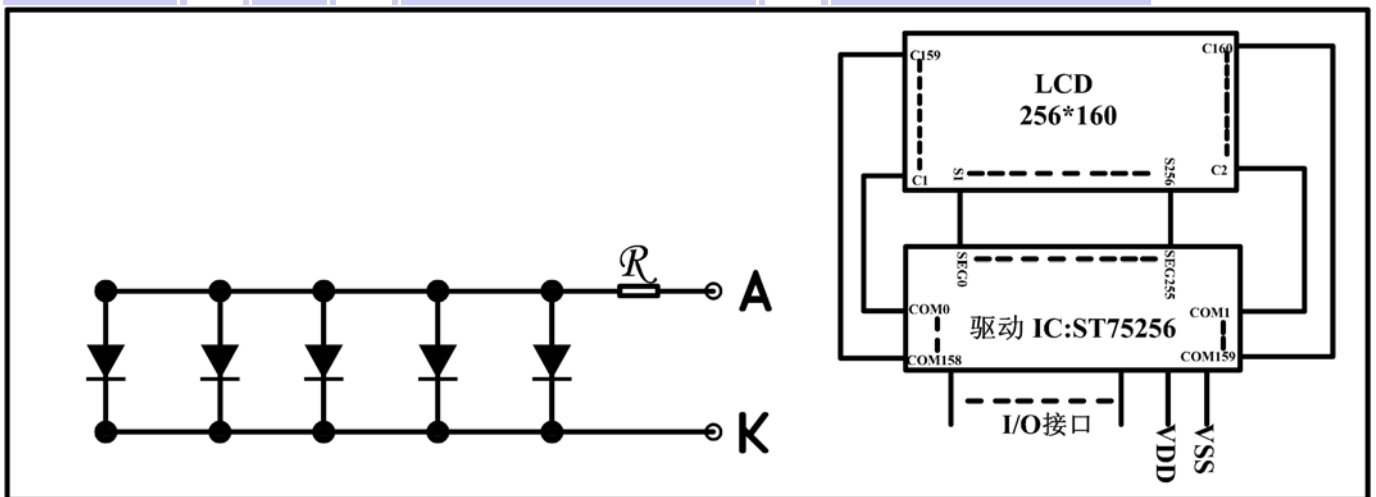 R
A
K
C159
C160
LCD
256*160
C1
S1
S256
C2
SEG0
SEG255
COM0
COM1
驱动 IC:ST75256
COM158
COM159
I/O接口
VDD
VSS